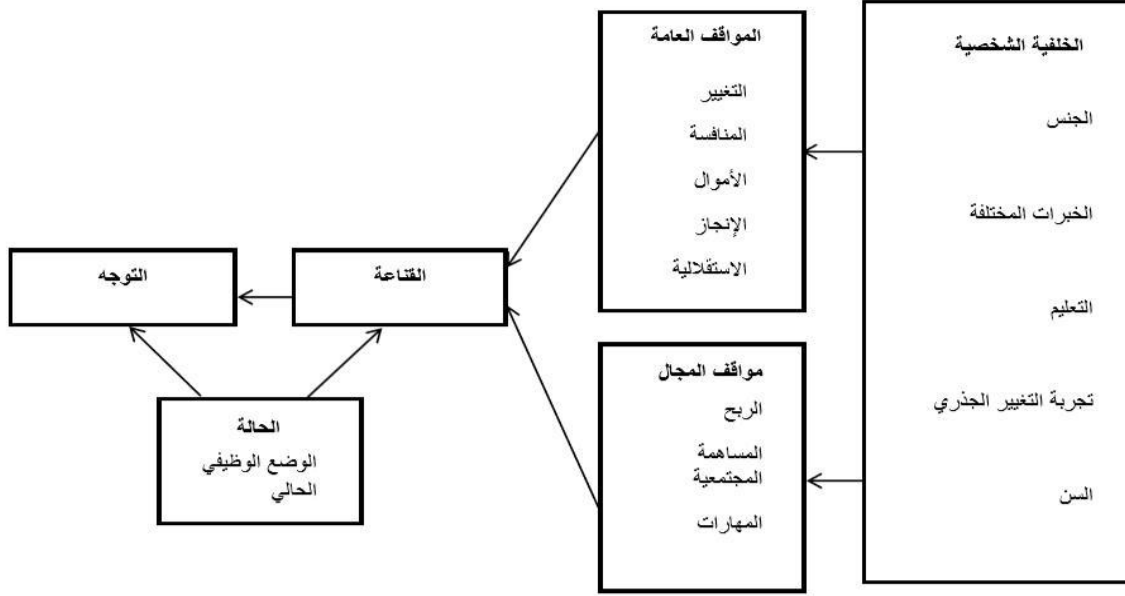 الخلفية الشخصية
الجنس
الخبرات المختلفة
التعليم
تجربة التغيير الجذري
السن
المواقف العامة
التغيير
المنافسة
الأموال
الإنجاز
الاستقلالية
مواقف المجال
الربح
المساهمة
المجتمعية
المهارات
القناعة
التوجه
الحالة
الوضع الوظيفي
الحالي